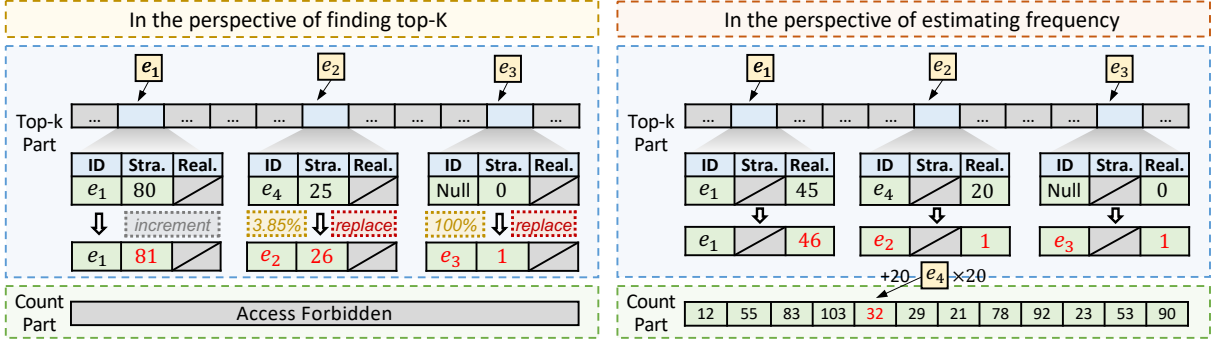 In the perspective of finding top-K
e₁ e₂ e₃
Top-k Part
... ... ... ... ... ... ... ...
ID Stra. Real. ID Stra. Real. ID Stra. Real.
e₁ 80 e₄ 25 Null 0
increment 3.85% replace 100% replace
e₁ 81 e₂ 26 e₃ 1
Count Part
Access Forbidden
In the perspective of estimating frequency
e₁ e₂ e₃
Top-k Part
... ... ... ... ... ... ... ...
ID Stra. Real. ID Stra. Real. ID Stra. Real.
e₁ 45 e₄ 20 Null 0
e₁ 46 e₂ 1 e₃ 1
+20 e₄ ×20
Count Part
12 55 83 103 32 29 21 78 92 23 53 90